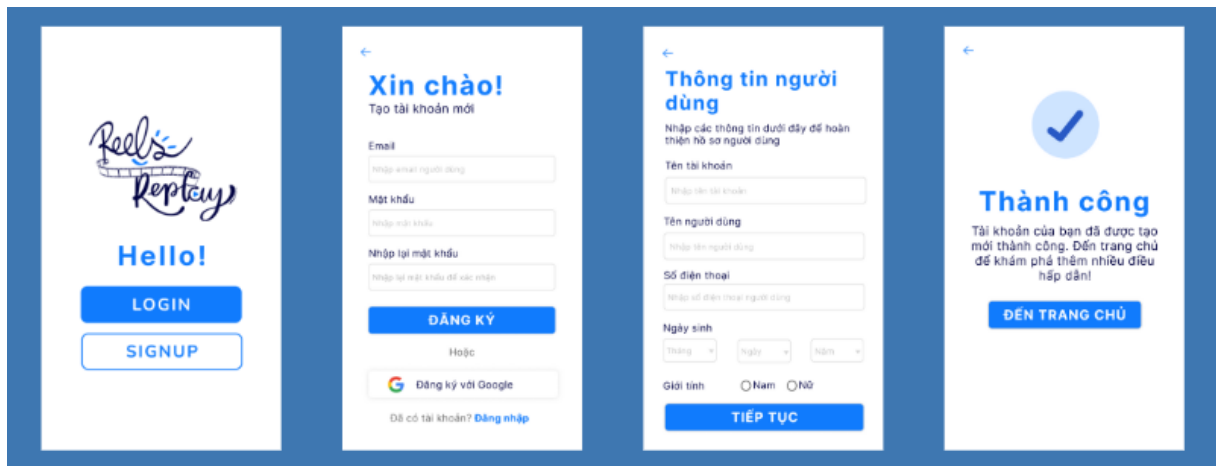 Reels
Replay
Hello!
LOGIN
SIGNUP
Xin chào!
Tạo tài khoản mới
Email
Nhập email người dùng
Mật khẩu
Nhập mật khẩu
Nhập lại mật khẩu
Nhập lại mật khẩu để xác nhận
ĐĂNG KÝ
Hoặc
Đăng ký với Google
Đã có tài khoản? Đăng nhập
Thông tin người
dùng
Nhập các thông tin dưới đây để hoàn
thiện hồ sơ người dùng
Tên tài khoản
Nhập tên tài khoản
Tên người dùng
Nhập tên người dùng
Số điện thoại
Nhập số điện thoại người dùng
Ngày sinh
Tháng Ngày Năm
Giới tính Nam Nữ
TIẾP TỤC
Thành công
Tài khoản của bạn đã được tạo
mới thành công. Đến trang chủ
để khám phá thêm nhiều điều
hấp dẫn!
ĐẾN TRANG CHỦ